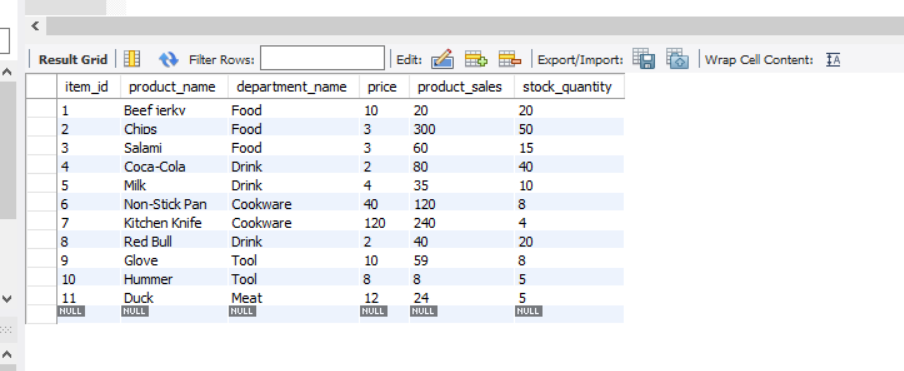 Result Grid Filter Rows: Edit: Export/Import: Wrap Cell Content: IA
item_id product_name department_name price product_sales stock_quantity
1 Beef jerky Food 10 20 20
2 Chips Food 3 300 50
3 Salami Food 3 60 15
4 Coca-Cola Drink 2 80 40
5 Milk Drink 4 35 10
6 Non-Stick Pan Cookware 40 120 8
7 Kitchen Knife Cookware 120 240 4
8 Red Bull Drink 2 40 20
9 Glove Tool 10 59 8
10 Hummer Tool 8 8 5
11 Duck Meat 12 24 5
NULL NULL NULL NULL NULL NULL